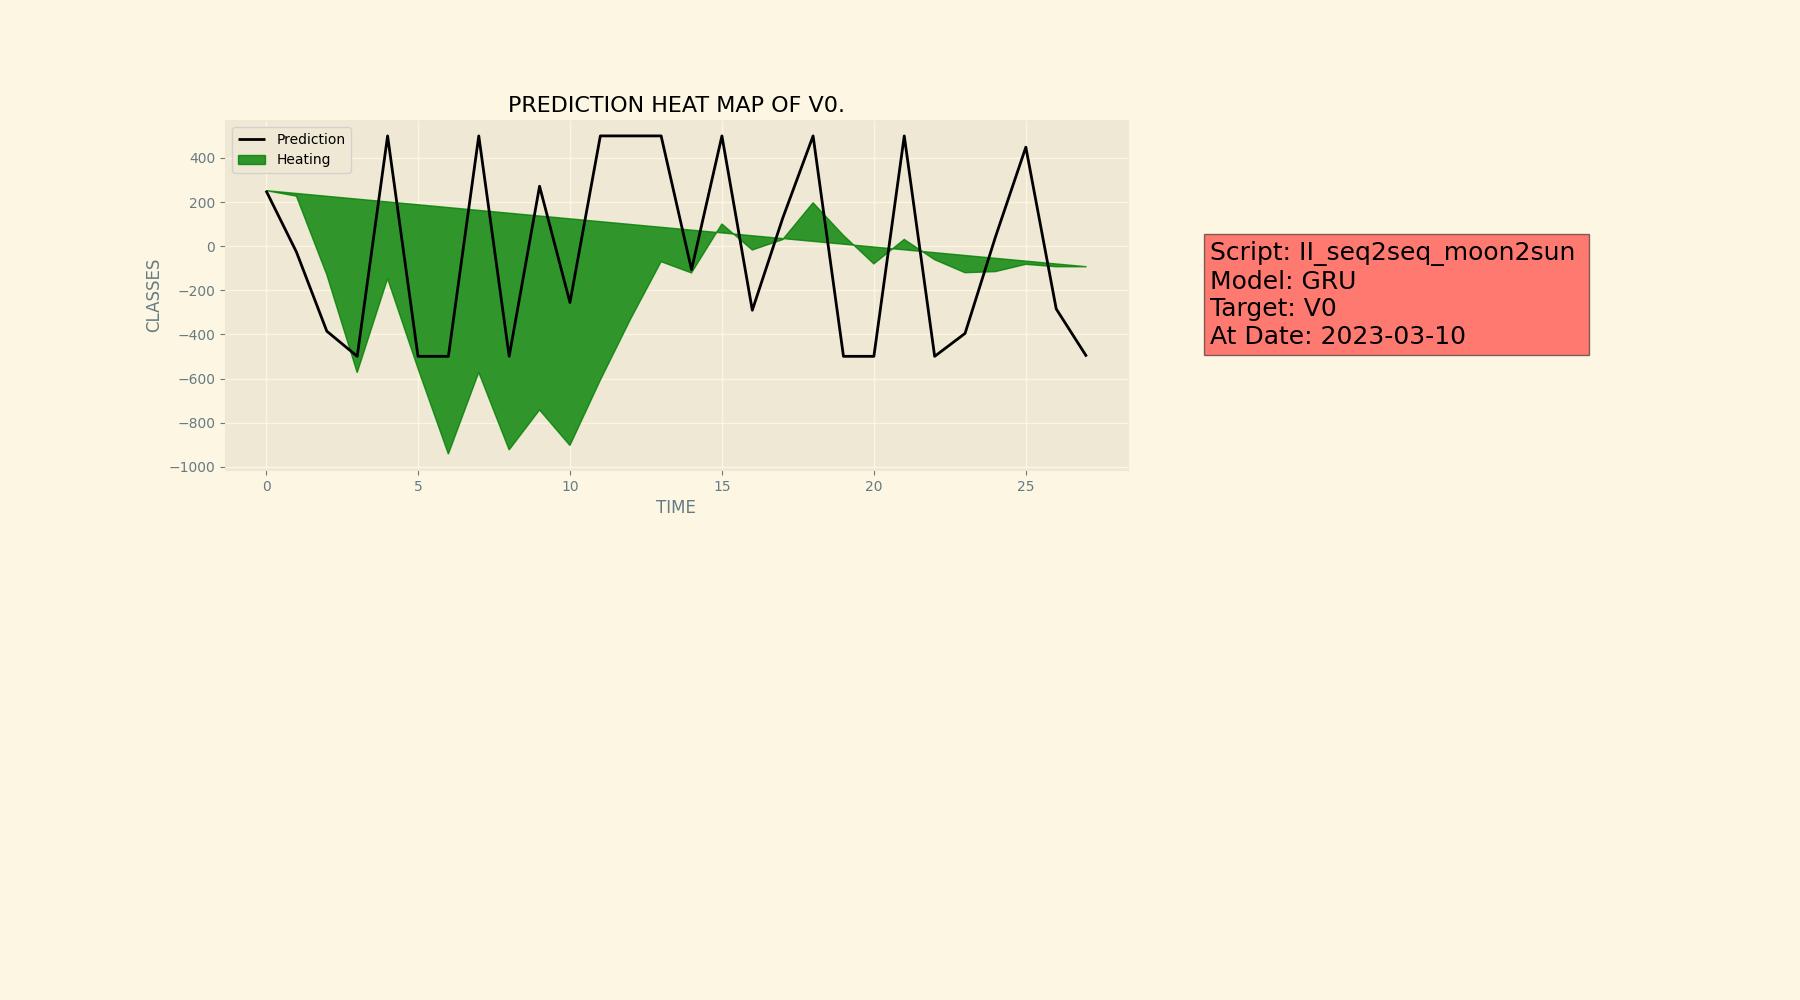 PREDICTION HEAT MAP OF V0.
Prediction
Heating
400
200
0
−200
−400
−600
−800
−1000
CLASSES
0 5 10 15 20 25
TIME
Script: II_seq2seq_moon2sun
Model: GRU
Target: V0
At Date: 2023-03-10